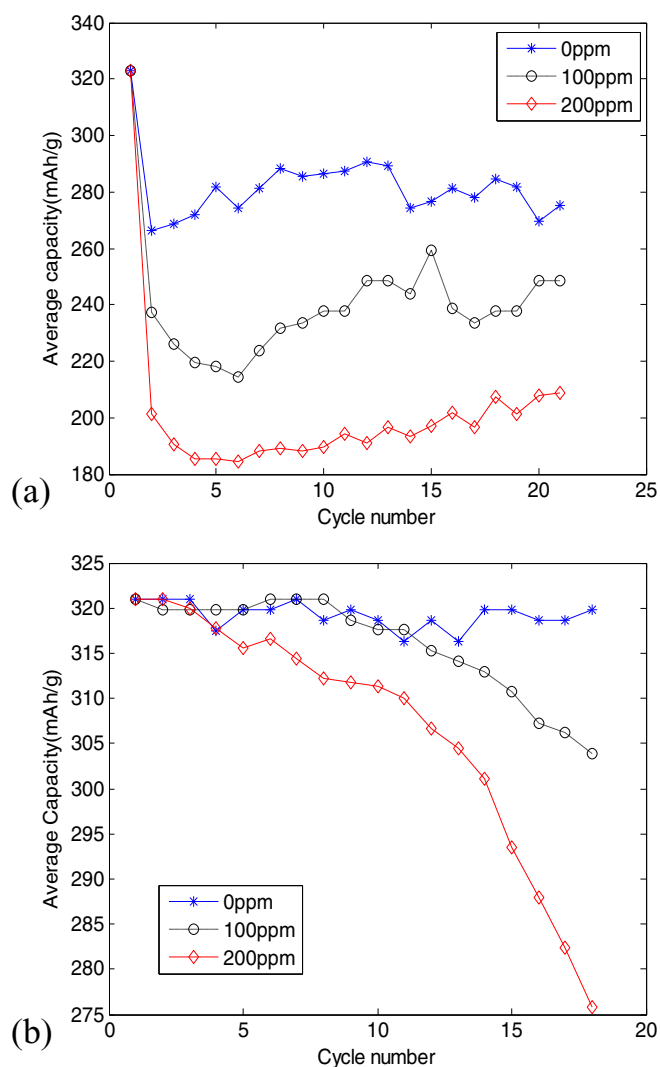 340
320
300
280
260
240
220
200
180
Average capacity(mAh/g)
0ppm
100ppm
200ppm
0 5 10 15 20 25
Cycle number
(a)
325
320
315
310
305
300
295
290
285
280
275
Average Capacity(mAh/g)
0ppm
100ppm
200ppm
0 5 10 15 20
Cycle number
(b)